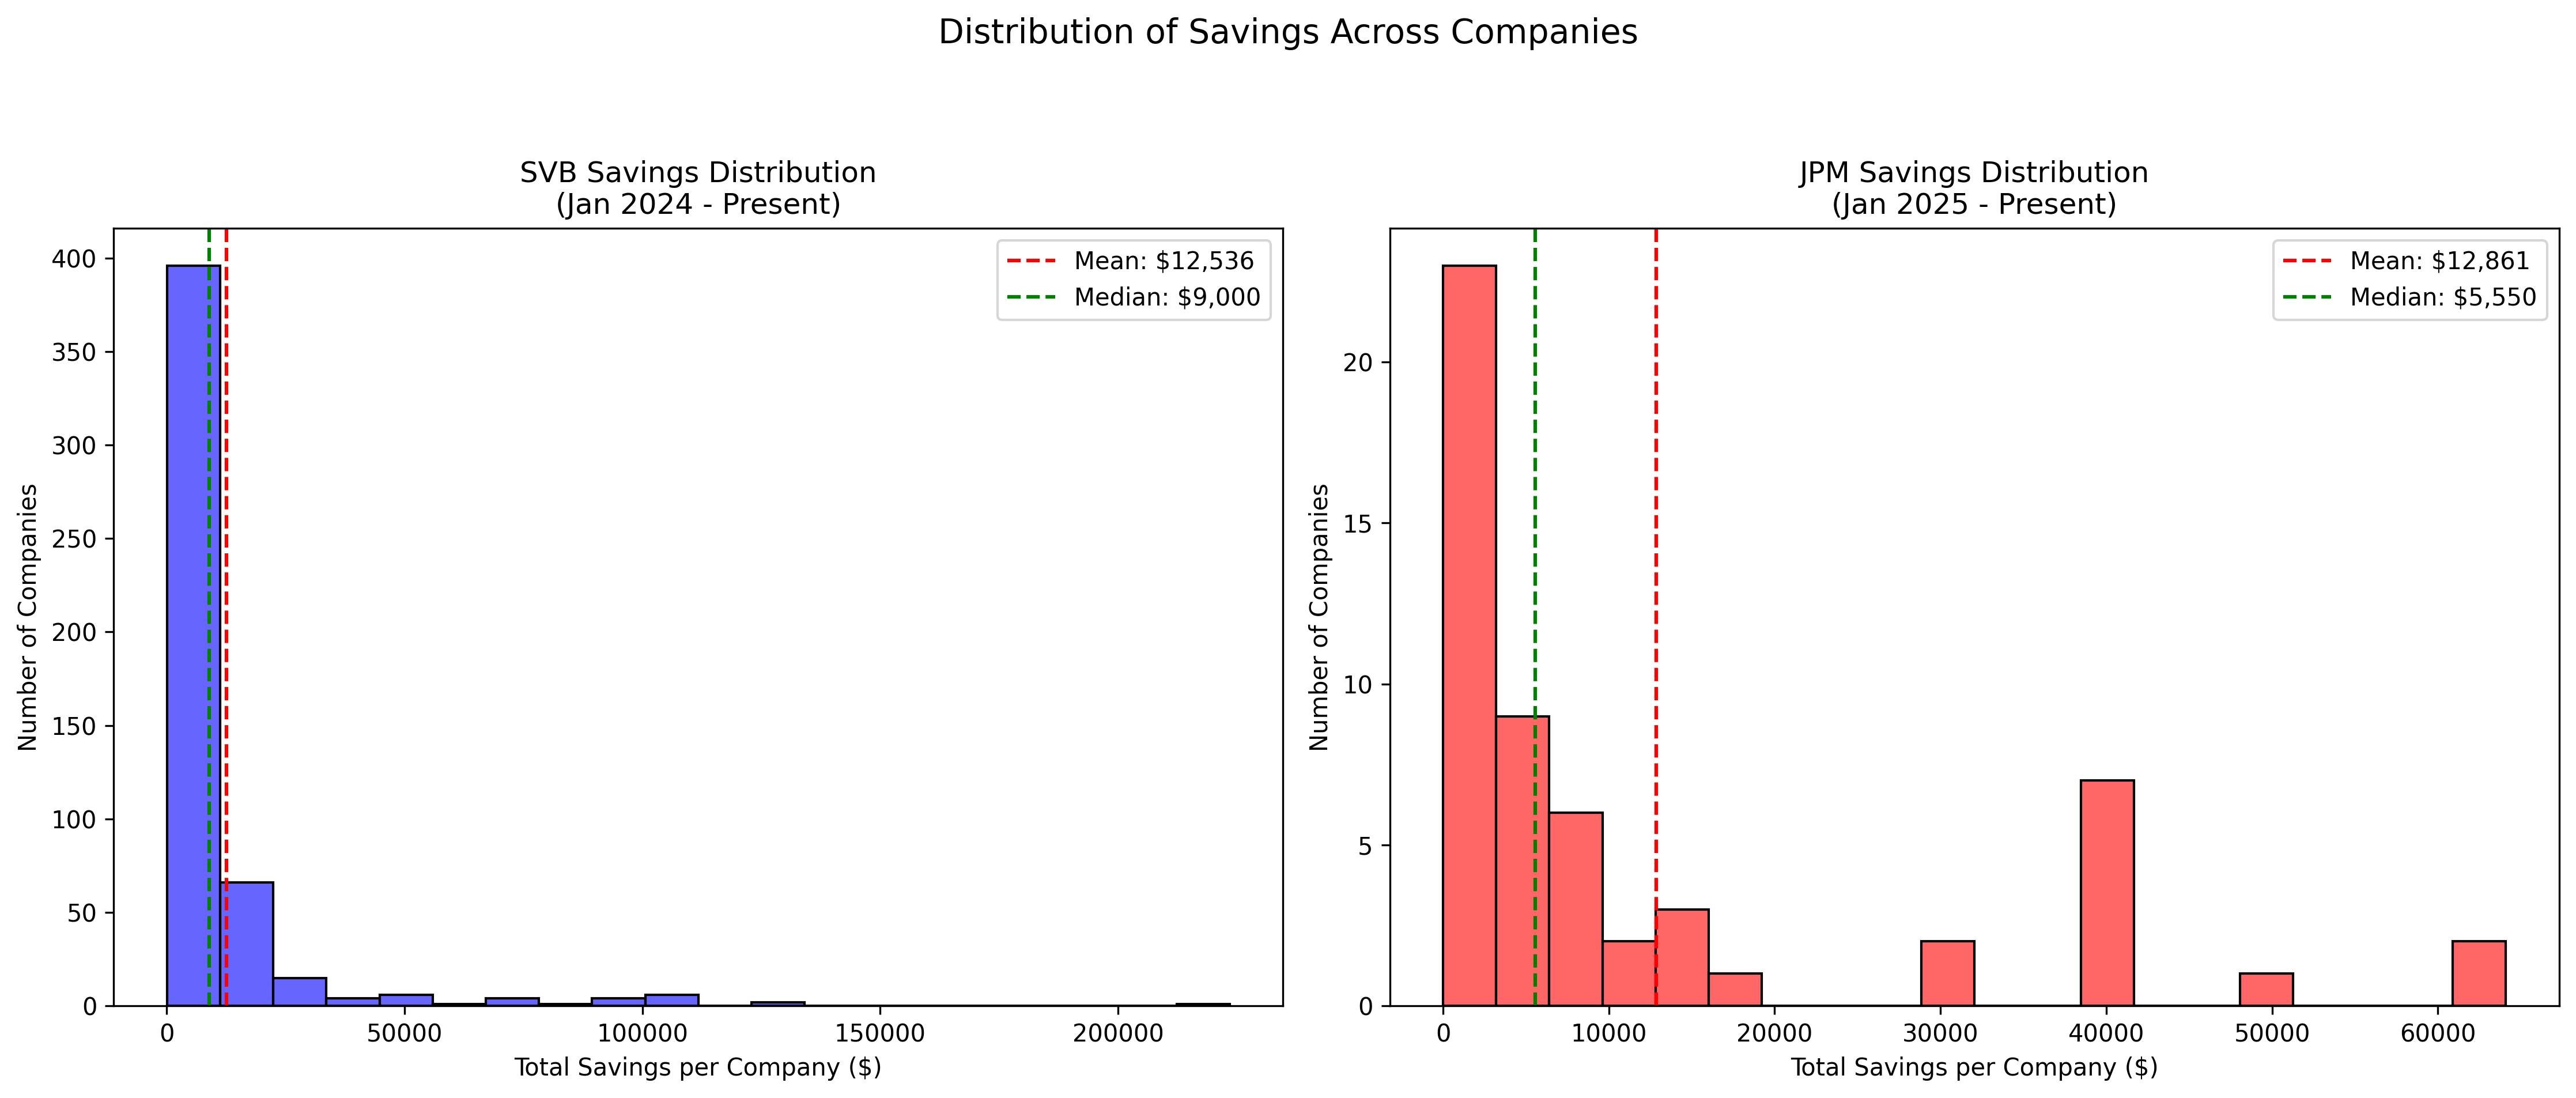 Distribution of Savings Across Companies
SVB Savings Distribution
(Jan 2024 - Present)
Mean: $12,536
Median: $9,000
400
350
300
250
200
150
100
50
0
Number of Companies
0
50000
100000
150000
200000
Total Savings per Company ($)
JPM Savings Distribution
(Jan 2025 - Present)
Mean: $12,861
Median: $5,550
20
15
10
5
0
Number of Companies
0
10000
20000
30000
40000
50000
60000
Total Savings per Company ($)